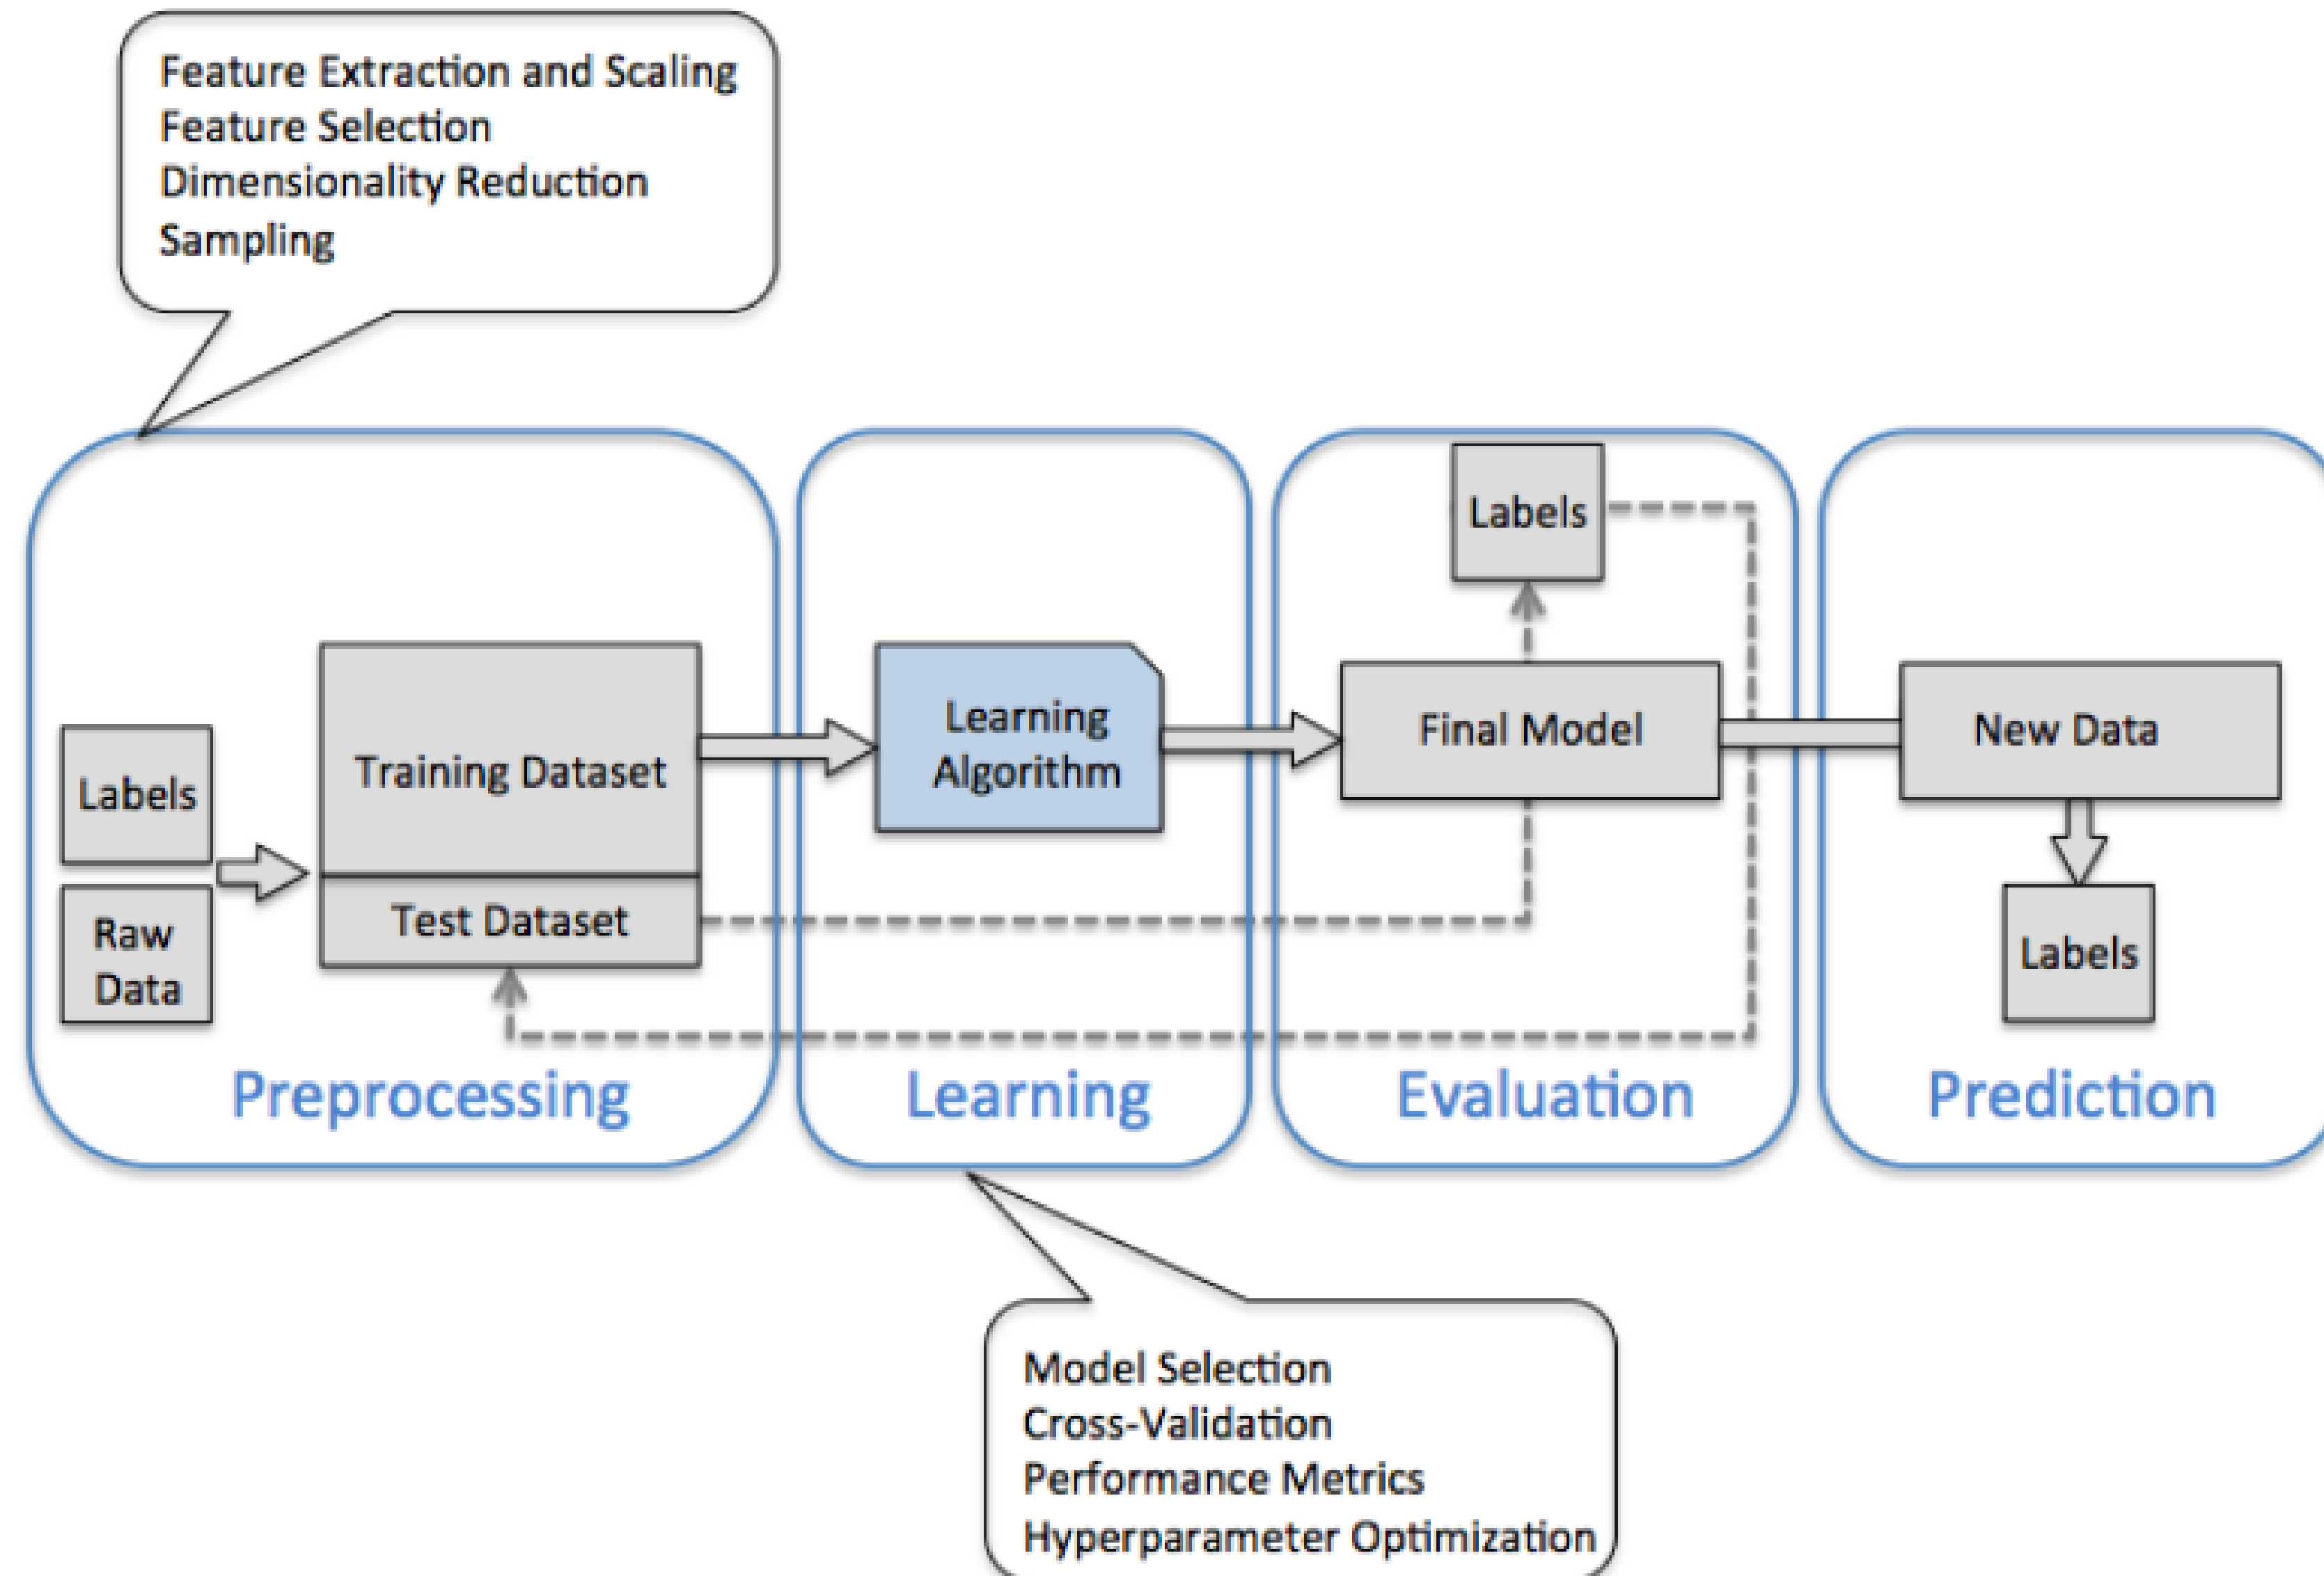 Feature Extraction and Scaling
Feature Selection
Dimensionality Reduction
Sampling
Labels
Raw
Data
Training Dataset
Test Dataset
Preprocessing
Learning
Algorithm
Learning
Labels
Final Model
Evaluation
New Data
Labels
Prediction
Model Selection
Cross-Validation
Performance Metrics
Hyperparameter Optimization